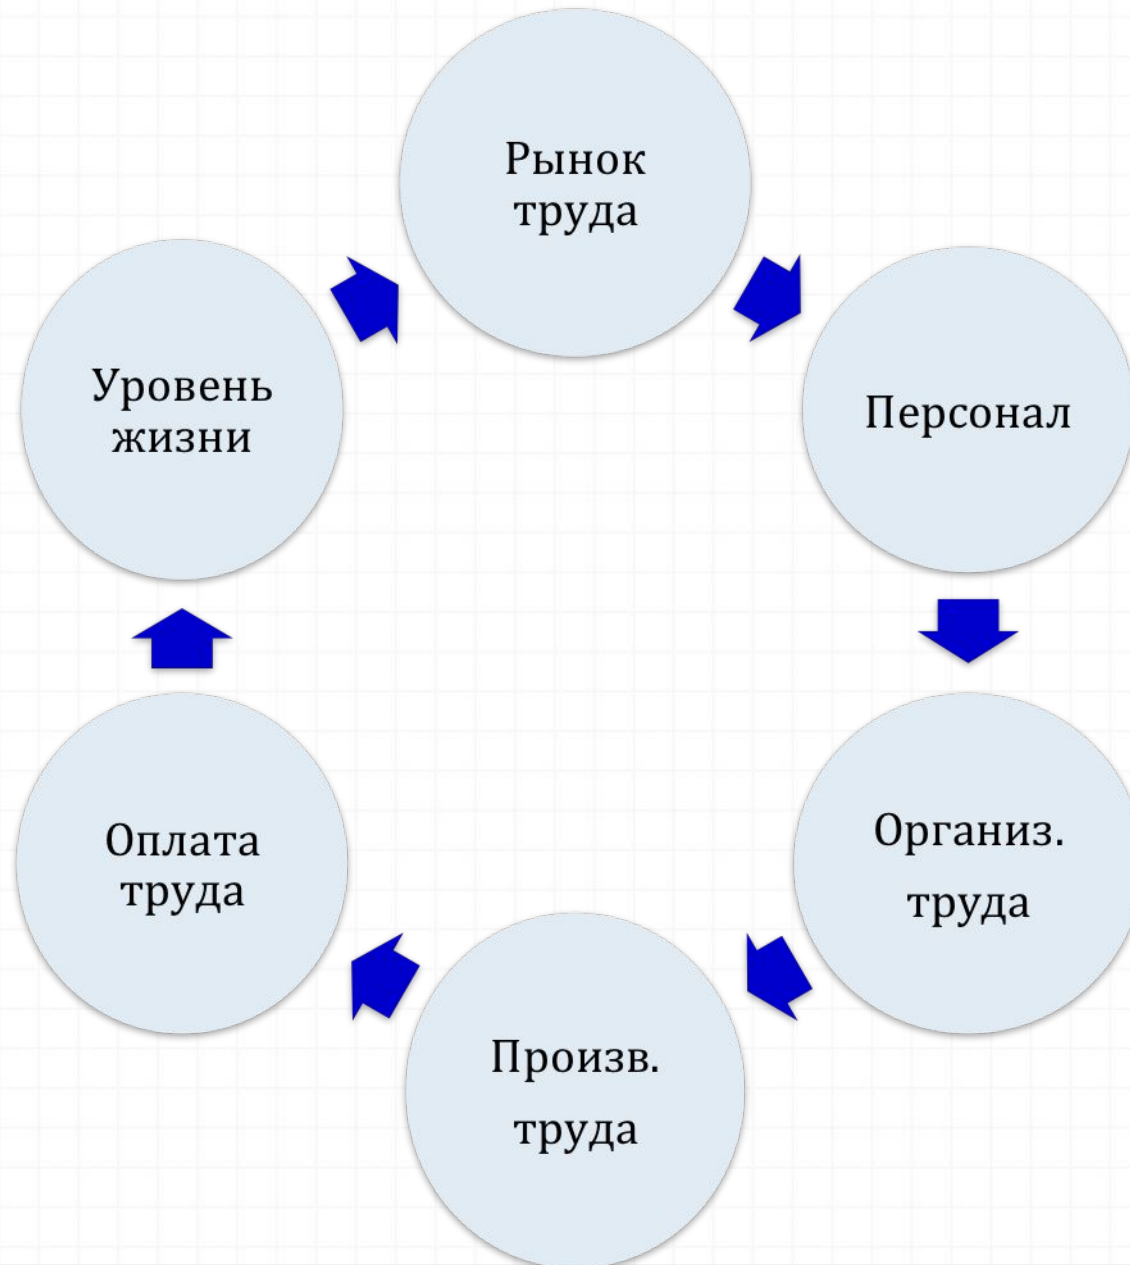 Рынок
труда
Персонал
Организ.
труда
Произв.
труда
Оплата
труда
Уровень
жизни